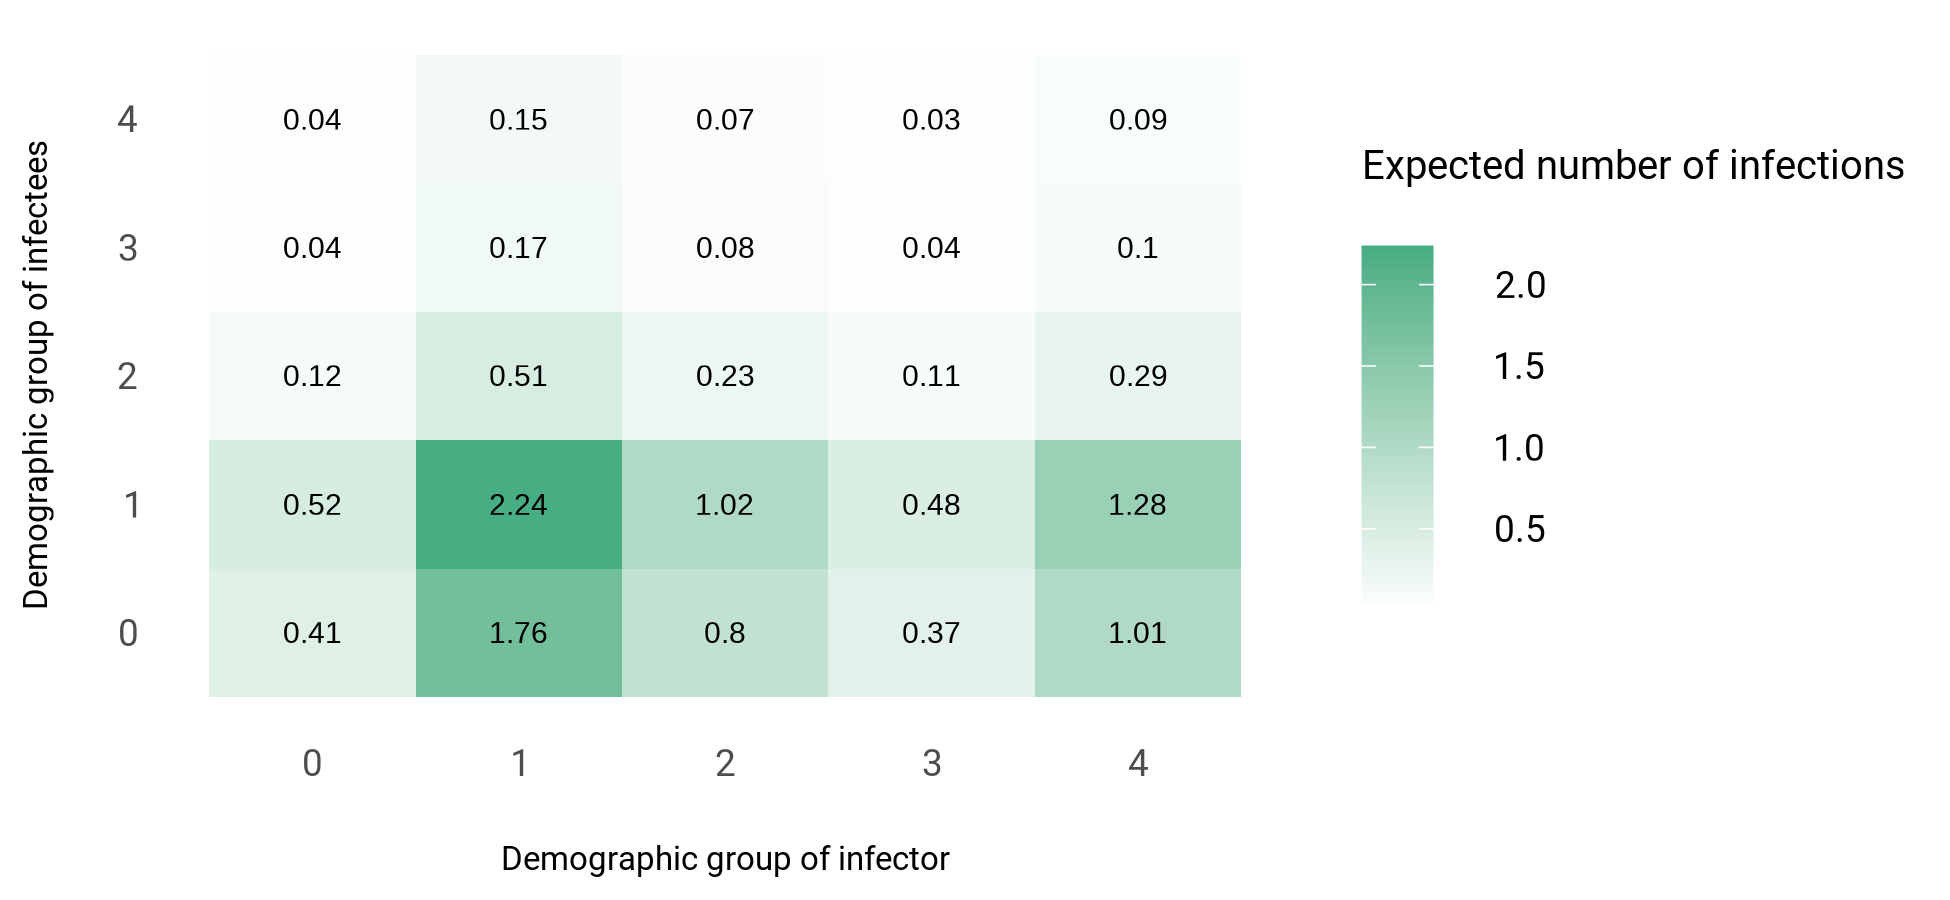 4 0.04 0.15 0.07 0.03 0.09
3 0.04 0.17 0.08 0.04 0.1
2 0.12 0.51 0.23 0.11 0.29
1 0.52 2.24 1.02 0.48 1.28
0 0.41 1.76 0.8 0.37 1.01
0 1 2 3 4
Demographic group of infector
Demographic group of infectees
Expected number of infections
2.0
1.5
1.0
0.5